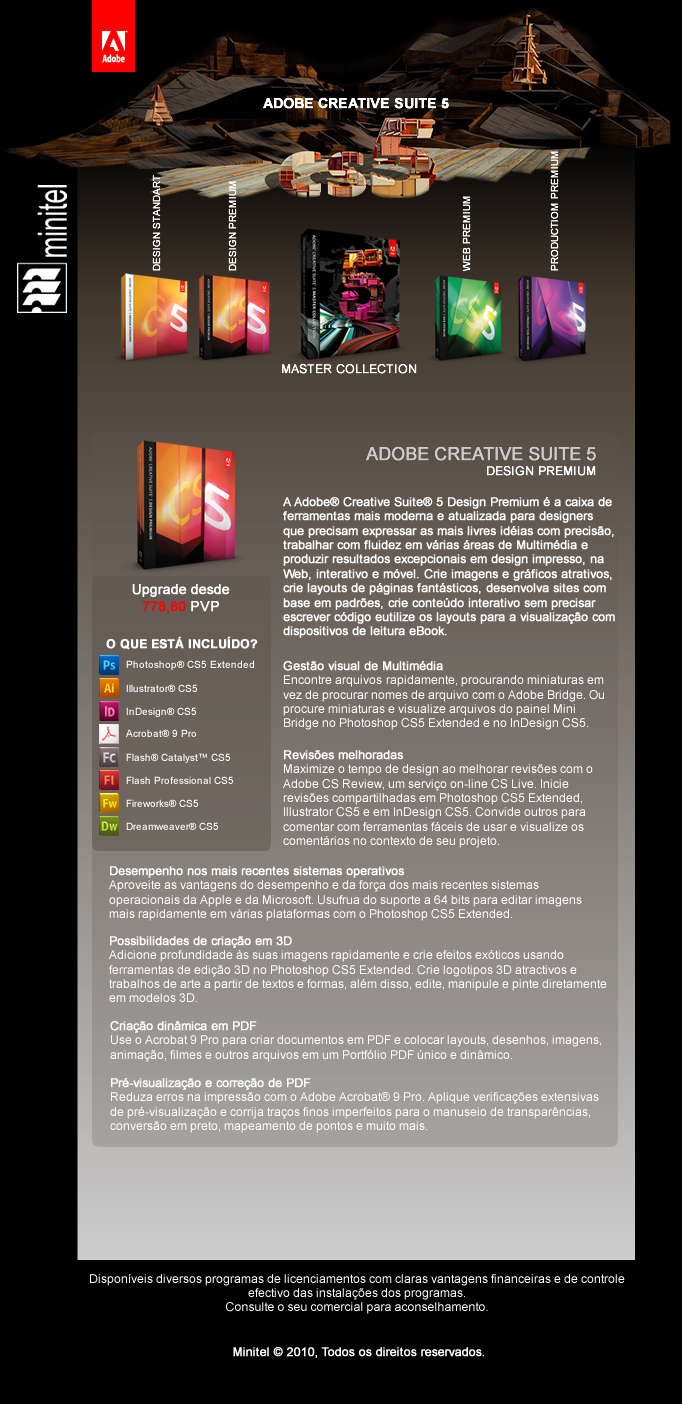 Adobe
ADOBE CREATIVE SUITE 5
CS5
minitel
DESIGN STANDART
DESIGN PREMIUM
WEB PREMIUM
PRODUCTIOM PREMIUM
MASTER COLLECTION
ADOBE CREATIVE SUITE 5
DESIGN PREMIUM
A Adobe® Creative Suite® 5 Design Premium é a caixa de
ferramentas mais moderna e atualizada para designers
que precisam expressar as mais livres idéias com precisão,
trabalhar com fluidez em várias áreas de Multimédia e
produzir resultados excepcionais em design impresso, na
Web, interativo e móvel. Crie imagens e gráficos atrativos,
crie layouts de páginas fantásticos, desenvolva sites com
base em padrões, crie conteúdo interativo sem precisar
escrever código eutilize os layouts para a visualização com
dispositivos de leitura eBook.
Upgrade desde
778,80 PVP
O QUE ESTÁ INCLUÍDO?
Ps Photoshop® CS5 Extended
Ai Illustrator® CS5
ID InDesign® CS5
Acrobat® 9 Pro
Fc Flash® Catalyst™ CS5
Fl Flash Professional CS5
Fw Fireworks® CS5
Dw Dreamweaver® CS5
Gestão visual de Multimédia
Encontre arquivos rapidamente, procurando miniaturas em
vez de procurar nomes de arquivo com o Adobe Bridge. Ou
procure miniaturas e visualize arquivos do painel Mini
Bridge no Photoshop CS5 Extended e no InDesign CS5.
Revisões melhoradas
Maximize o tempo de design ao melhorar revisões com o
Adobe CS Review, um serviço on-line CS Live. Inicie
revisões compartilhadas em Photoshop CS5 Extended,
Illustrator CS5 e em InDesign CS5. Convide outros para
comentar com ferramentas fáceis de usar e visualize os
comentários no contexto de seu projeto.
Desempenho nos mais recentes sistemas operativos
Aproveite as vantagens do desempenho e da força dos mais recentes sistemas
operacionais da Apple e da Microsoft. Usufrua do suporte a 64 bits para editar imagens
mais rapidamente em várias plataformas com o Photoshop CS5 Extended.
Possibilidades de criação em 3D
Adicione profundidade às suas imagens rapidamente e crie efeitos exóticos usando
ferramentas de edição 3D no Photoshop CS5 Extended. Crie logotipos 3D atractivos e
trabalhos de arte a partir de textos e formas, além disso, edite, manipule e pinte diretamente
em modelos 3D.
Criação dinâmica em PDF
Use o Acrobat 9 Pro para criar documentos em PDF e colocar layouts, desenhos, imagens,
animação, filmes e outros arquivos em um Portfólio PDF único e dinâmico.
Pré-visualização e correção de PDF
Reduza erros na impressão com o Adobe Acrobat® 9 Pro. Aplique verificações extensivas
de pré-visualização e corrija traços finos imperfeitos para o manuseio de transparências,
conversão em preto, mapeamento de pontos e muito mais.
Disponíveis diversos programas de licenciamentos com claras vantagens financeiras e de controle
efectivo das instalações dos programas.
Consulte o seu comercial para aconselhamento.
Minitel © 2010, Todos os direitos reservados.